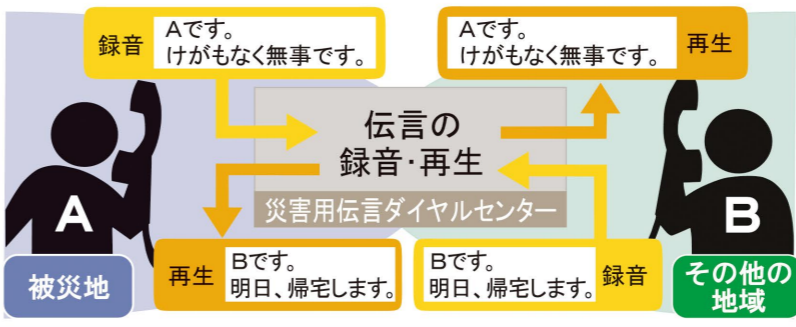 録音
Aです。
けがもなく無事です。
Aです。
けがもなく無事です。
再生
伝言の
録音・再生
災害用伝言ダイヤルセンター
A
B
再生
Bです。
明日、帰宅します。
Bです。
明日、帰宅します。
録音
被災地
その他の
地域